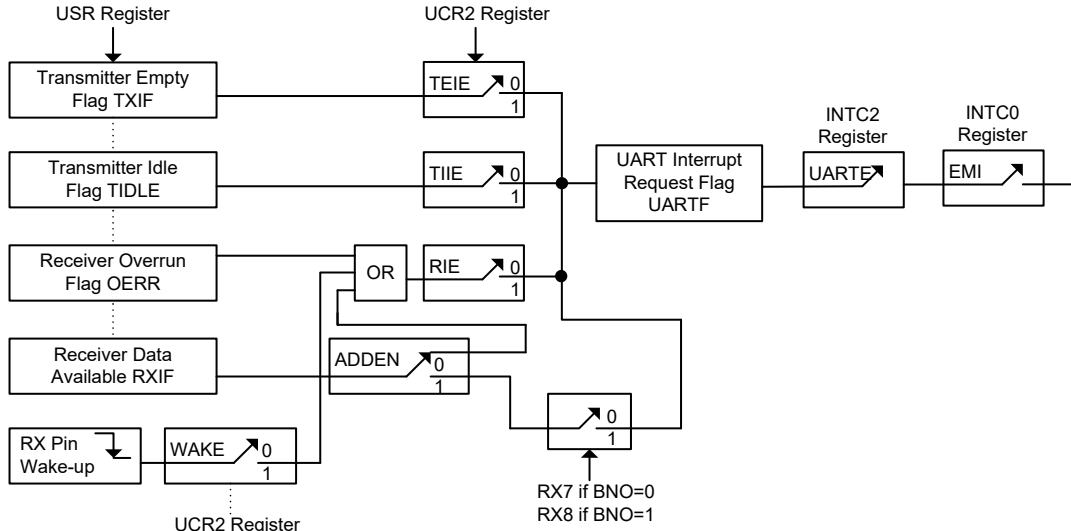 USR Register
UCR2 Register
Transmitter Empty
Flag TXIF
TEIE
0
1
INTC2
Register
INTC0
Register
Transmitter Idle
Flag TIDLE
TIIE
0
1
UART Interrupt
Request Flag
UARTF
UARTE
EMI
Receiver Overrun
Flag OERR
OR
RIE
0
1
Receiver Data
Available RXIF
ADDEN
0
1
0
1
RX Pin
Wake-up
WAKE
0
1
RX7 if BNO=0
RX8 if BNO=1
UCR2 Register